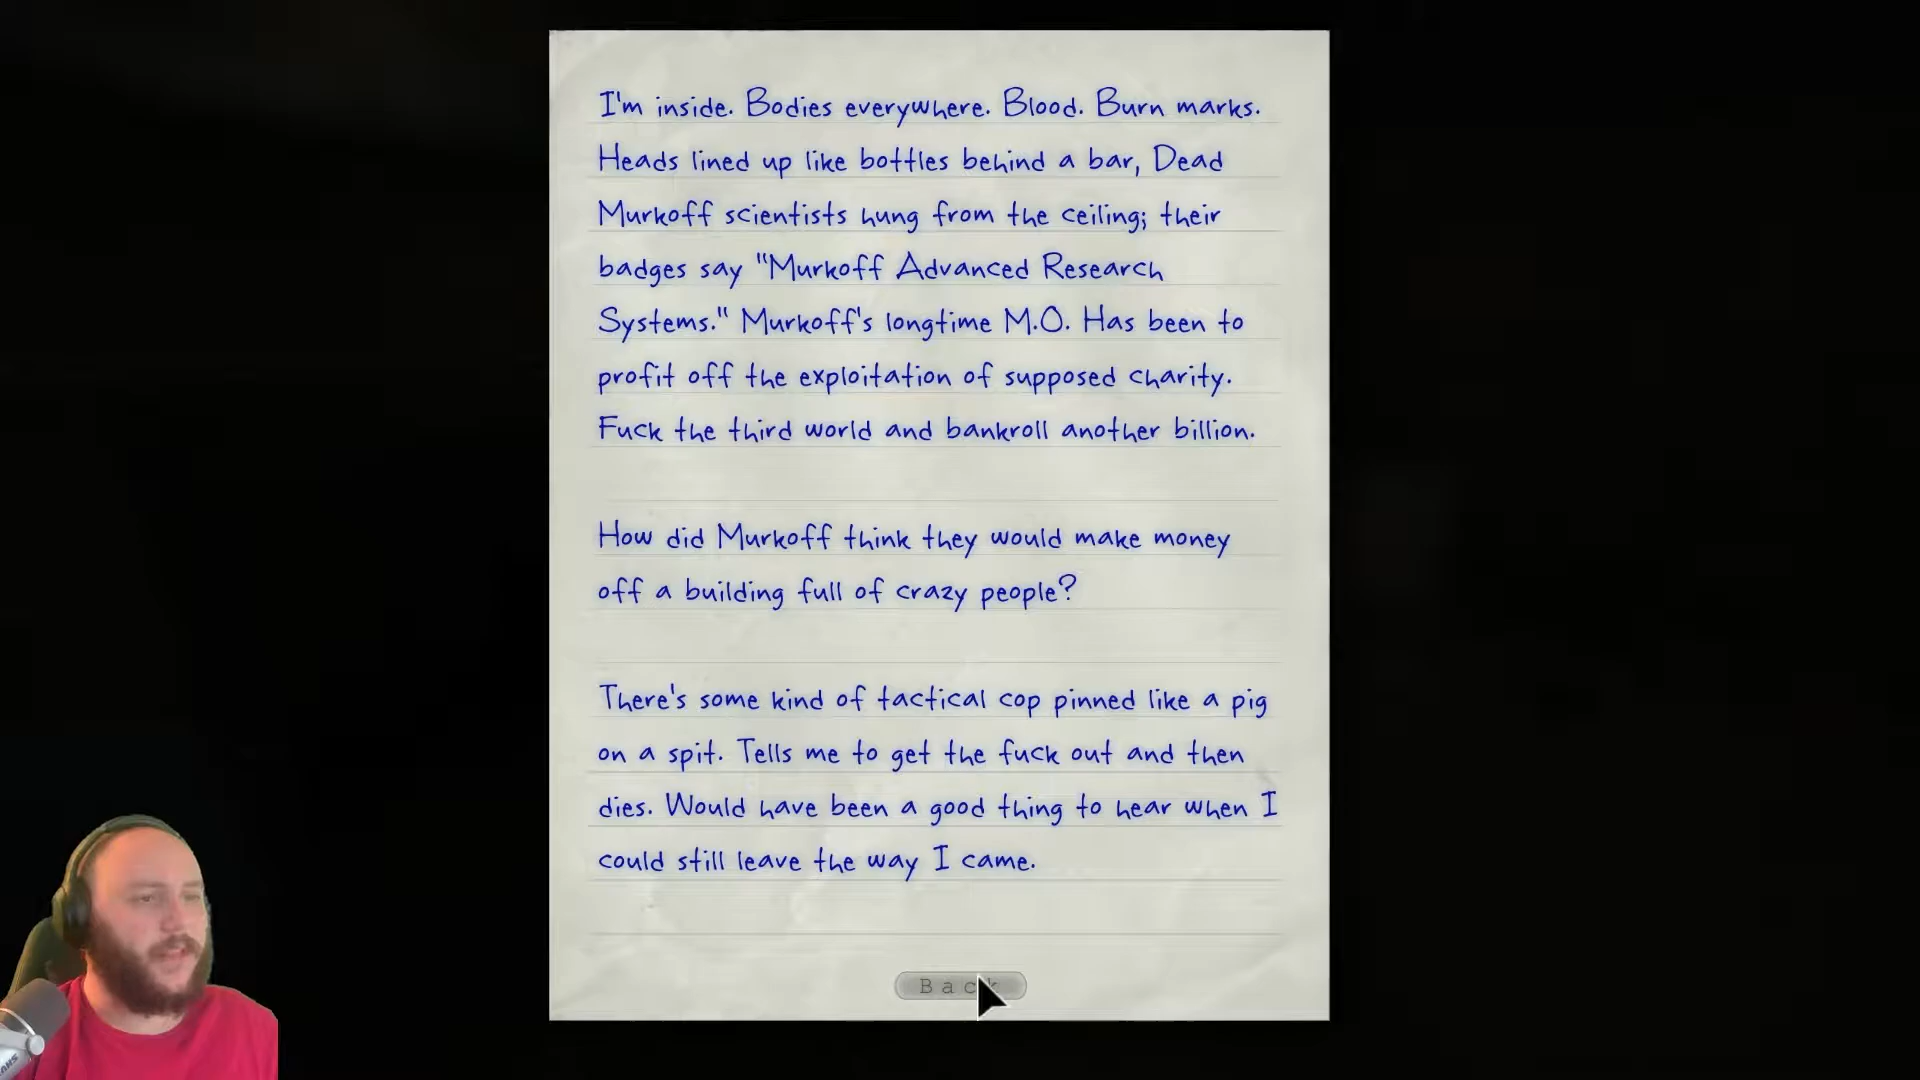 I'm inside. Bodies everywhere. Blood. Burn marks.
Heads lined up like bottles behind a bar, Dead
Murkoff scientists hung from the ceiling; their
badges say "Murkoff Advanced Research
Systems." Murkoff's longtime M.O. Has been to
profit off the exploitation of supposed charity.
Fuck the third world and bankroll another billion.
How did Murkoff think they would make money
off a building full of crazy people?
There's some kind of tactical cop pinned like a pig
on a spit. Tells me to get the fuck out and then
dies. Would have been a good thing to hear when I
could still leave the way I came.
Back